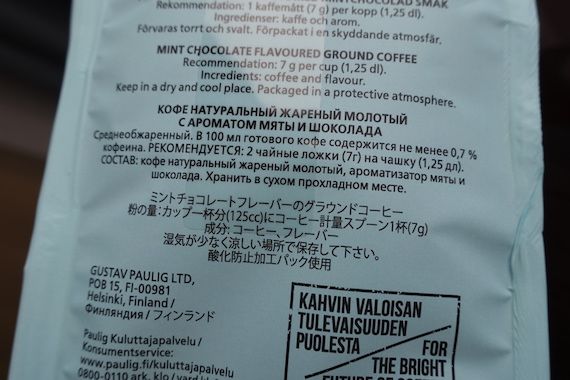 MINTCHOCOLAD SMAK
Rekommendation: 1 kaffemått (7 g) per kopp (1,25 dl).
Ingredienser: kaffe och arom.
Förvaras torrt och svalt. Förpackat i en skyddande atmosfär.
MINT CHOCOLATE FLAVOURED GROUND COFFEE
Recommendation: 7 g per cup (1,25 dl).
Incredients: coffee and flavour.
Keep in a dry and cool place. Packaged in a protective atmosphere.
КОФЕ НАТУРАЛЬНЫЙ ЖАРЕНЫЙ МОЛОТЫЙ
С АРОМАТОМ МЯТЫ И ШОКОЛАДА
Среднеобжаренный. В 100 мл готового кофе содержится не менее 0,7 %
кофеина. РЕКОМЕНДУЕТСЯ: 2 чайные ложки (7г) на чашку (1,25 дл).
СОСТАВ: кофе натуральный жареный молотый, ароматизатор мяты и
шоколада. Хранить в сухом прохладном месте.
ミントチョコレートフレーバーのグラウンドコーヒー
粉の量:カップ一杯分(125cc)にコーヒー計量スプーン1杯(7g)
成分: コーヒー、フレーバー
湿気が少なく涼しい場所で保存して下さい。
酸化防止加工パック使用
GUSTAV PAULIG LTD,
POB 15, FI-00981
Helsinki, Finland /
Финляндия / フィンランド
Paulig Kuluttajapalvelu /
Konsumentservice:
www.paulig.fi/kuluttajapalvelu
0800-0110 ark. klo / vard
KAHVIN VALOISAN
TULEVAISUUDEN
PUOLESTA
FOR
THE BRIGHT
FUTURE OF